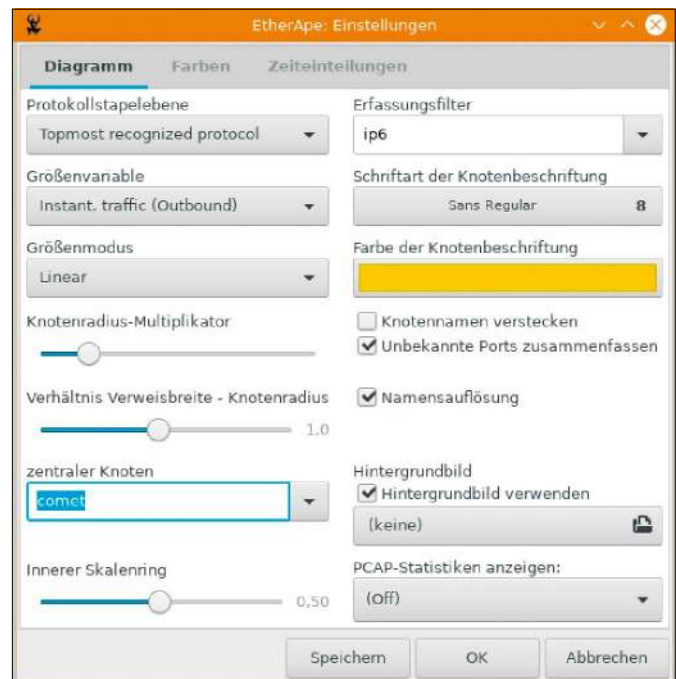 EtherApe: Einstellungen
Diagramm Farben Zeiteinteilungen
Protokollstapelebene
Topmost recognized protocol
Erfassungsfilter
ip6
Größenvariable
Instant. traffic (Outbound)
Schriftart der Knotenbeschriftung
Sans Regular 8
Größenmodus
Linear
Farbe der Knotenbeschriftung
Knotenradius-Multiplikator
Knotennamen verstecken
Unbekannte Ports zusammenfassen
Verhältnis Verweisbreite - Knotenradius
1,0
Namensauflösung
zentraler Knoten
comet
Hintergrundbild
Hintergrundbild verwenden
(keine)
Innerer Skalenring
0,50
PCAP-Statistiken anzeigen:
(Off)
Speichern OK Abbrechen